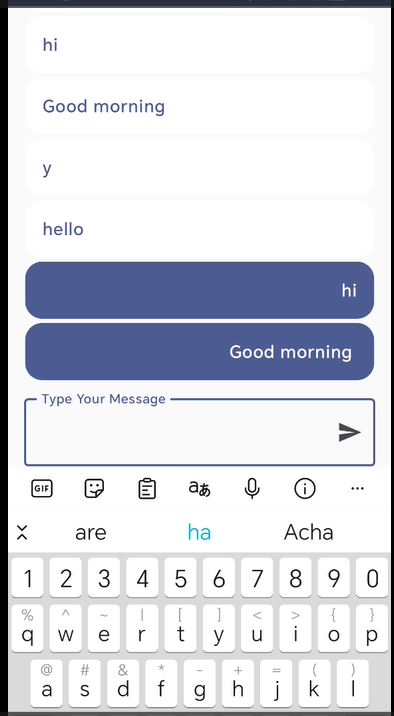 hi
Good morning
y
hello
hi
Good morning
Type Your Message
GIF
aあ
are ha Acha
1 2 3 4 5 6 7 8 9 0
% ^ ~ | [ ] < > { }
q w e r t y u i o p
@ # & * - + = ( )
a s d f g h j k l